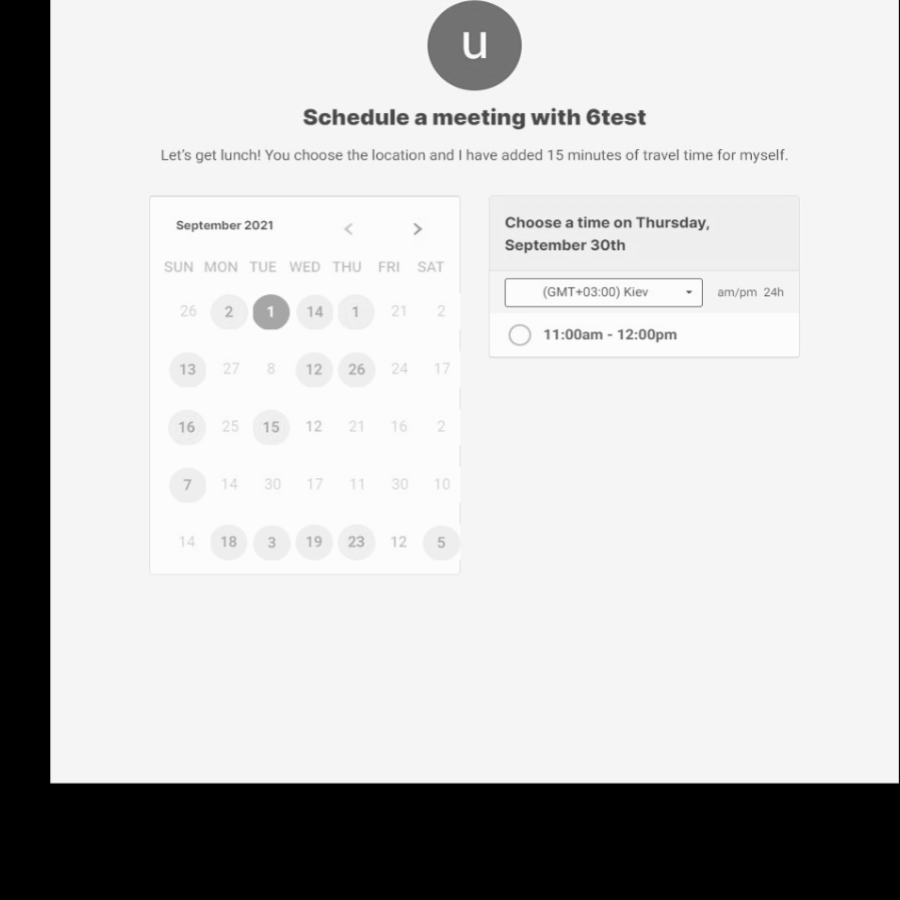 u
Schedule a meeting with 6test
Let's get lunch! You choose the location and I have added 15 minutes of travel time for myself.
September 2021 < >
SUN MON TUE WED THU FRI SAT
26 2 1 14 1 21 2
13 27 8 12 26 24 17
16 25 15 12 21 16 2
7 14 30 17 11 30 10
14 18 3 19 23 12 5
Choose a time on Thursday,
September 30th
(GMT+03:00) Kiev am/pm 24h
11:00am - 12:00pm